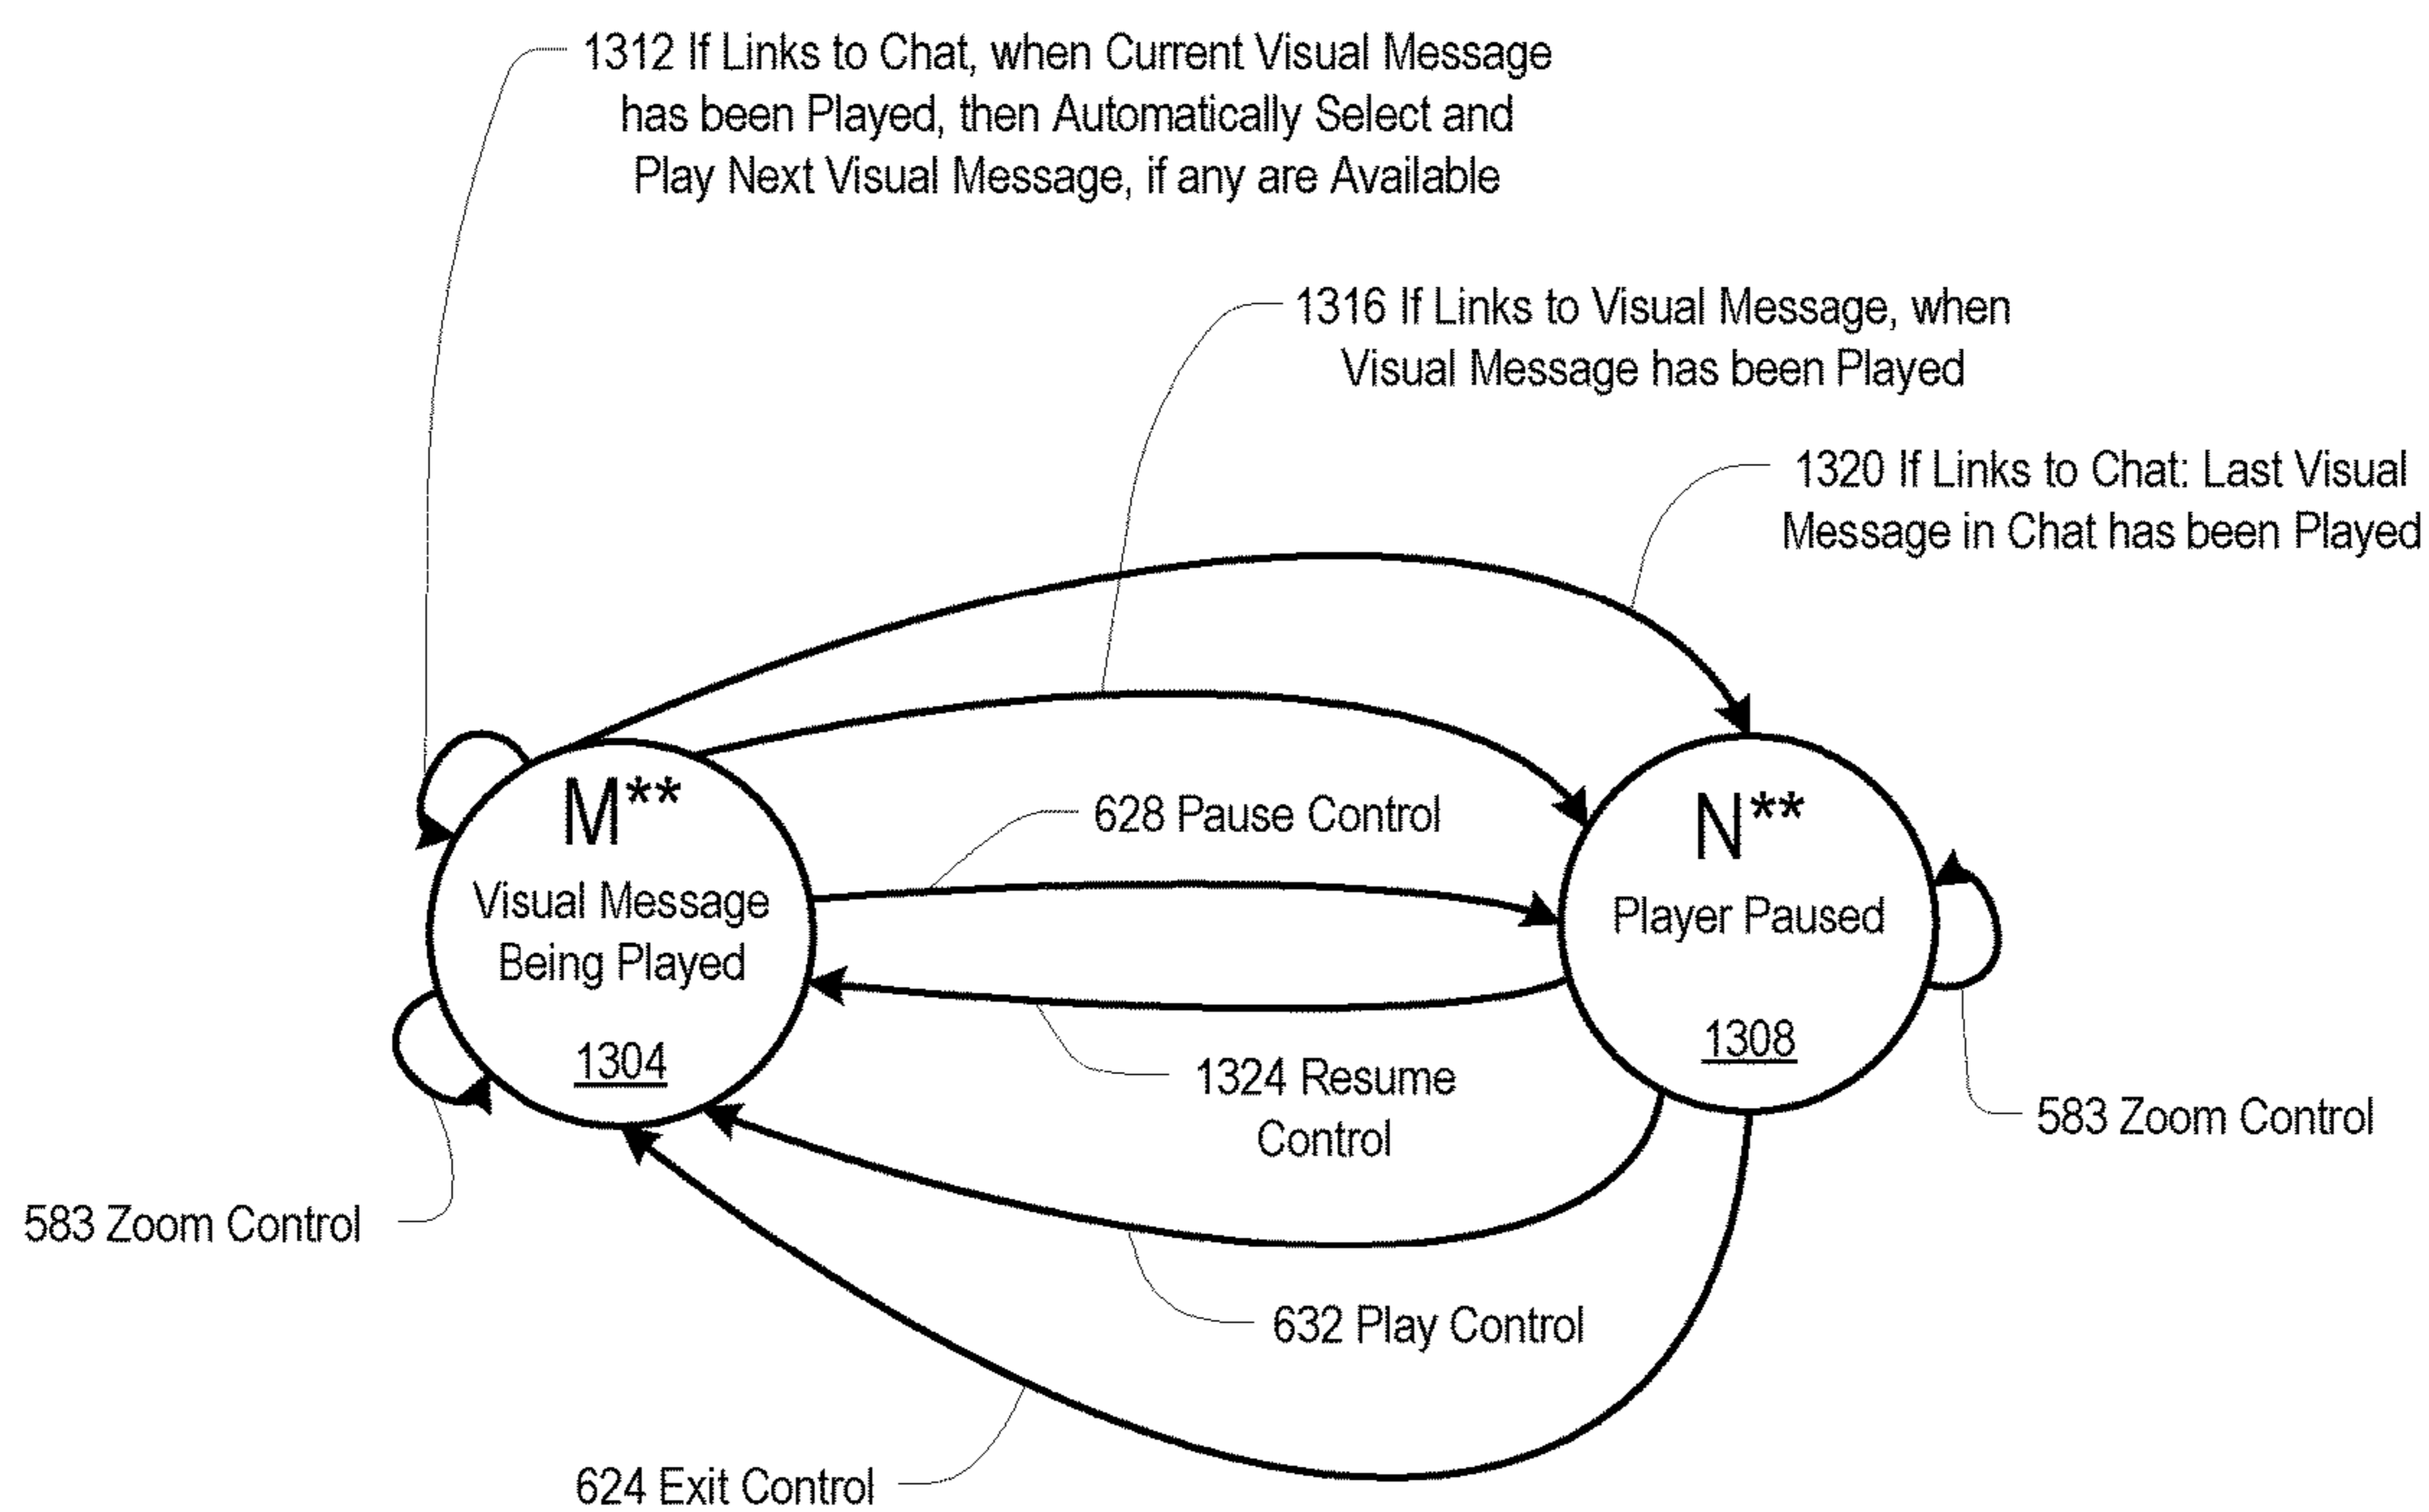 1312 If Links to Chat, when Current Visual Message
has been Played, then Automatically Select and
Play Next Visual Message, if any are Available
1316 If Links to Visual Message, when
Visual Message has been Played
1320 If Links to Chat: Last Visual
Message in Chat has been Played
M**
Visual Message
Being Played
1304
628 Pause Control
N**
Player Paused
1308
1324 Resume
Control
583 Zoom Control
583 Zoom Control
632 Play Control
624 Exit Control